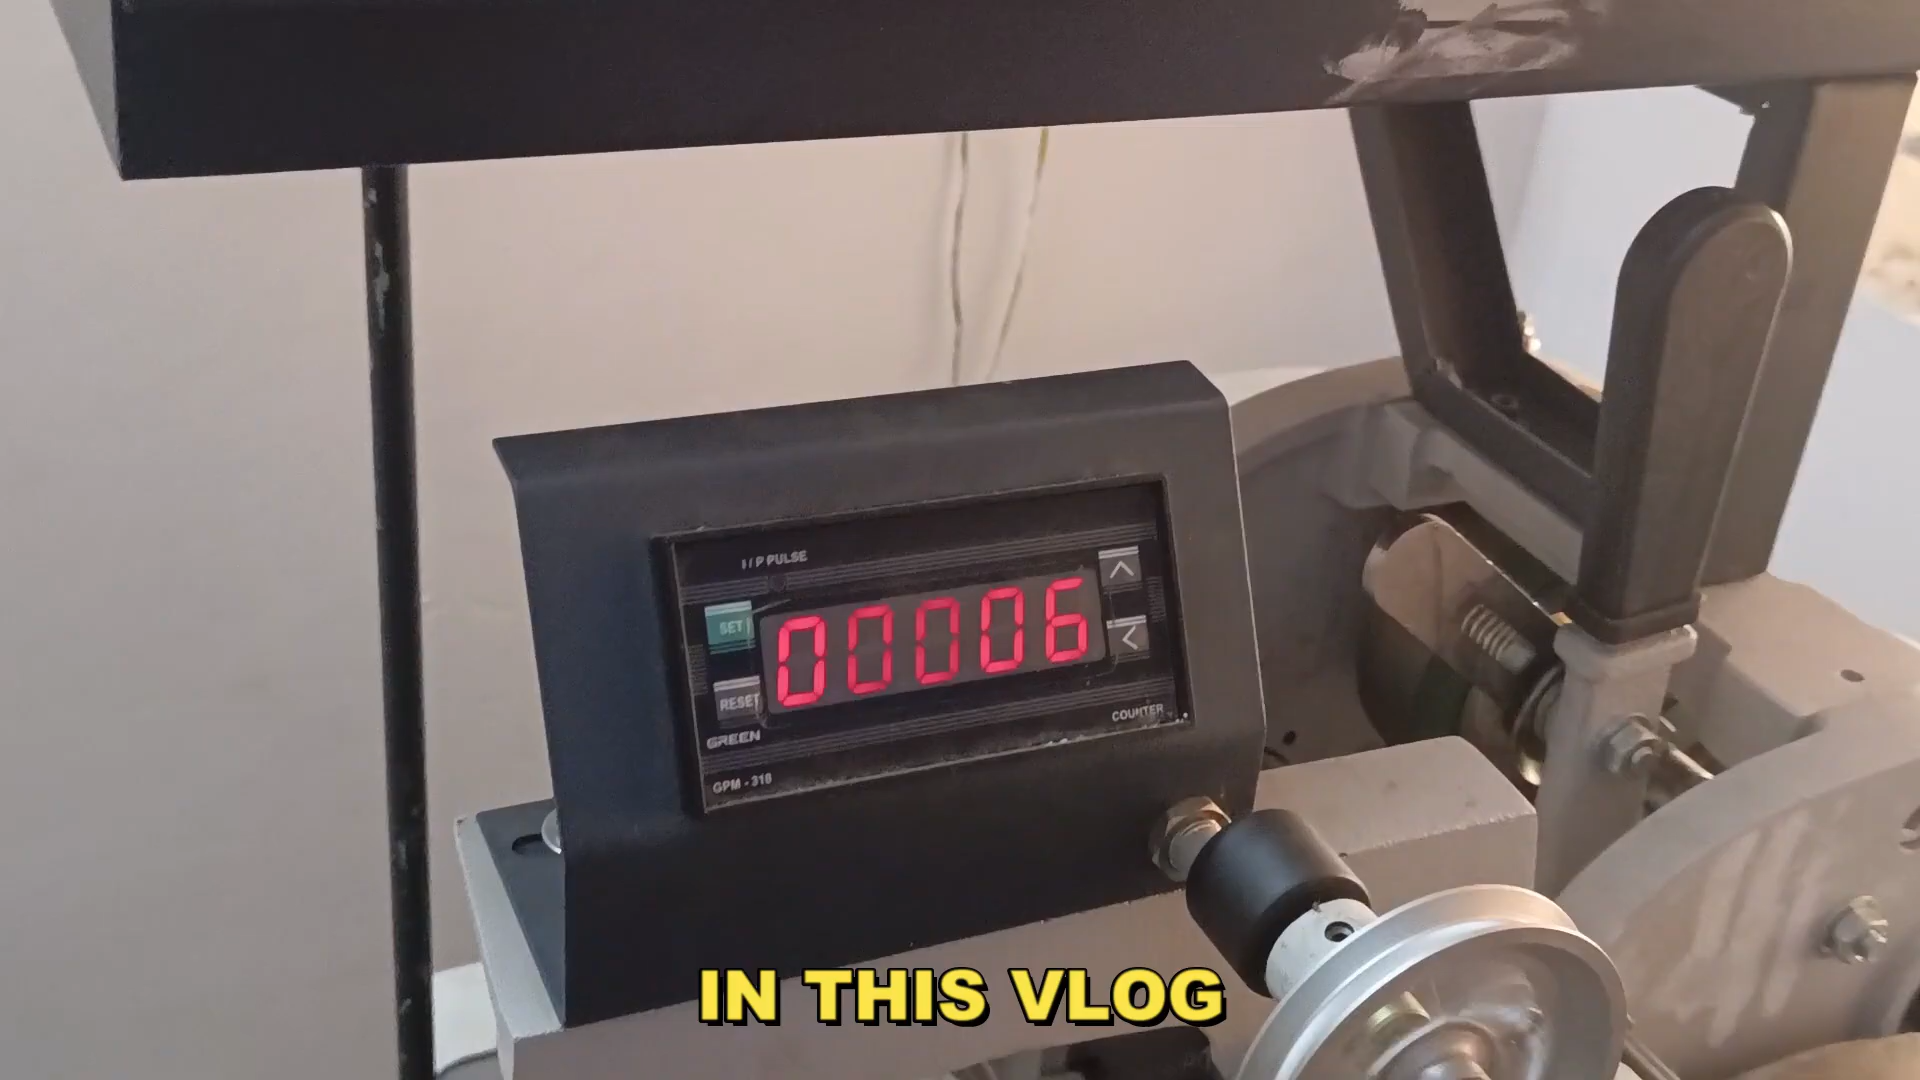 I/P PULSE
SET
00006
RESET
GREEN
COUNTER
GPM - 318
IN THIS VLOG